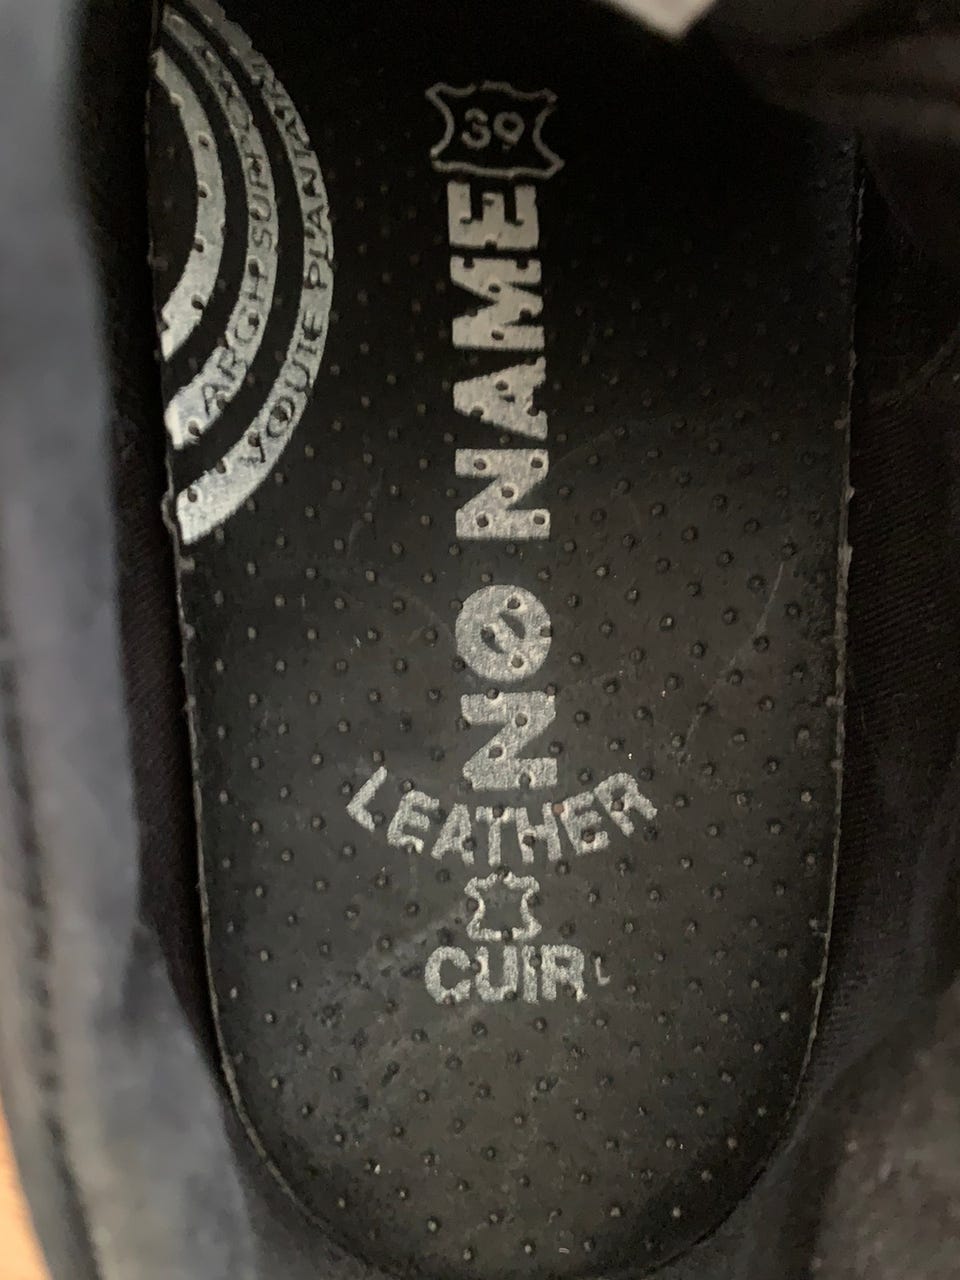 39
NO NAME
LEATHER
CUIR
L
ARCH SUPPORT
VOUTE PLANTAIRE